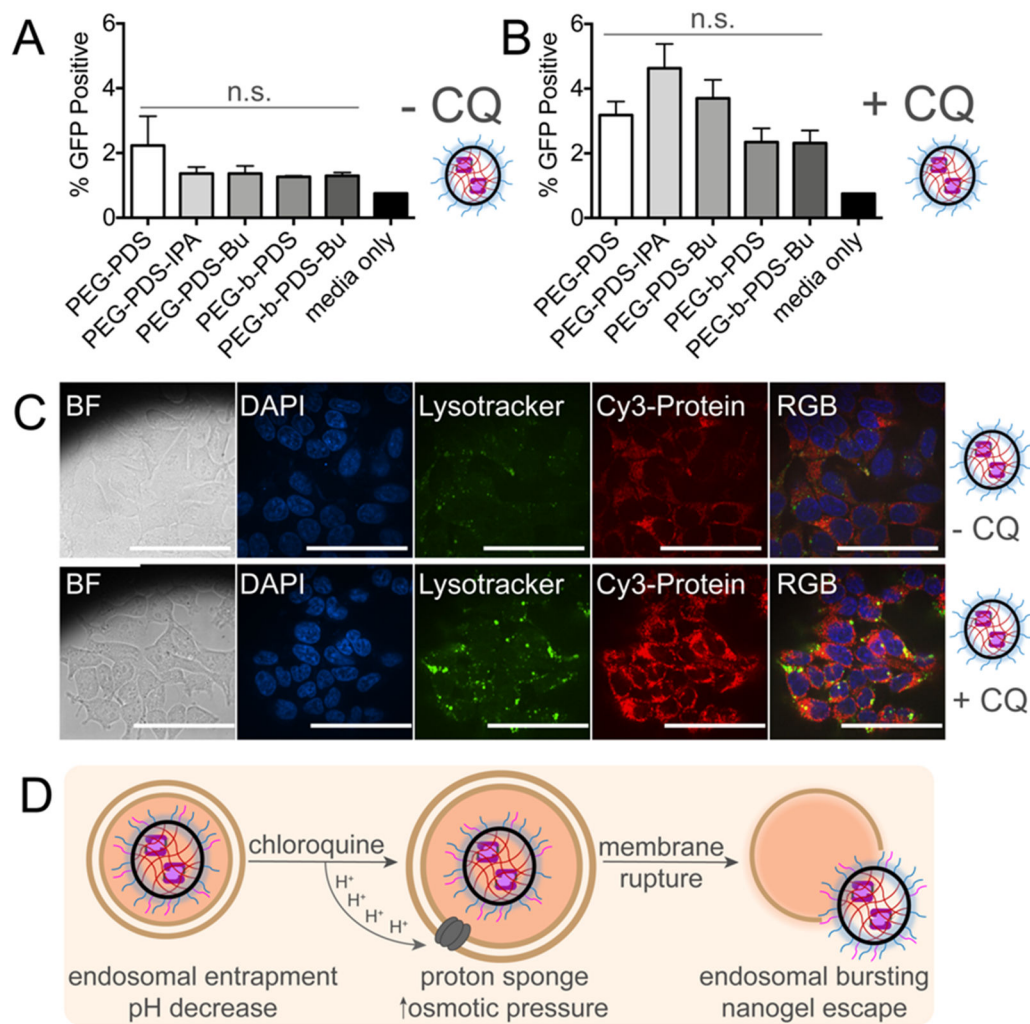 A
% GFP Positive
6
4
2
0
n.s.
- CQ
PEG-PDS
PEG-PDS-IPA
PEG-PDS-Bu
PEG-b-PDS
PEG-b-PDS-Bu
media only
B
% GFP Positive
6
4
2
0
n.s.
+ CQ
PEG-PDS
PEG-PDS-IPA
PEG-PDS-Bu
PEG-b-PDS
PEG-b-PDS-Bu
media only
C
BF
DAPI
Lysotracker
Cy3-Protein
RGB
- CQ
BF
DAPI
Lysotracker
Cy3-Protein
RGB
+ CQ
D
chloroquine
H⁺
H⁺
H⁺
H⁺
membrane
rupture
endosomal entrapment
pH decrease
proton sponge
↑osmotic pressure
endosomal bursting
nanogel escape